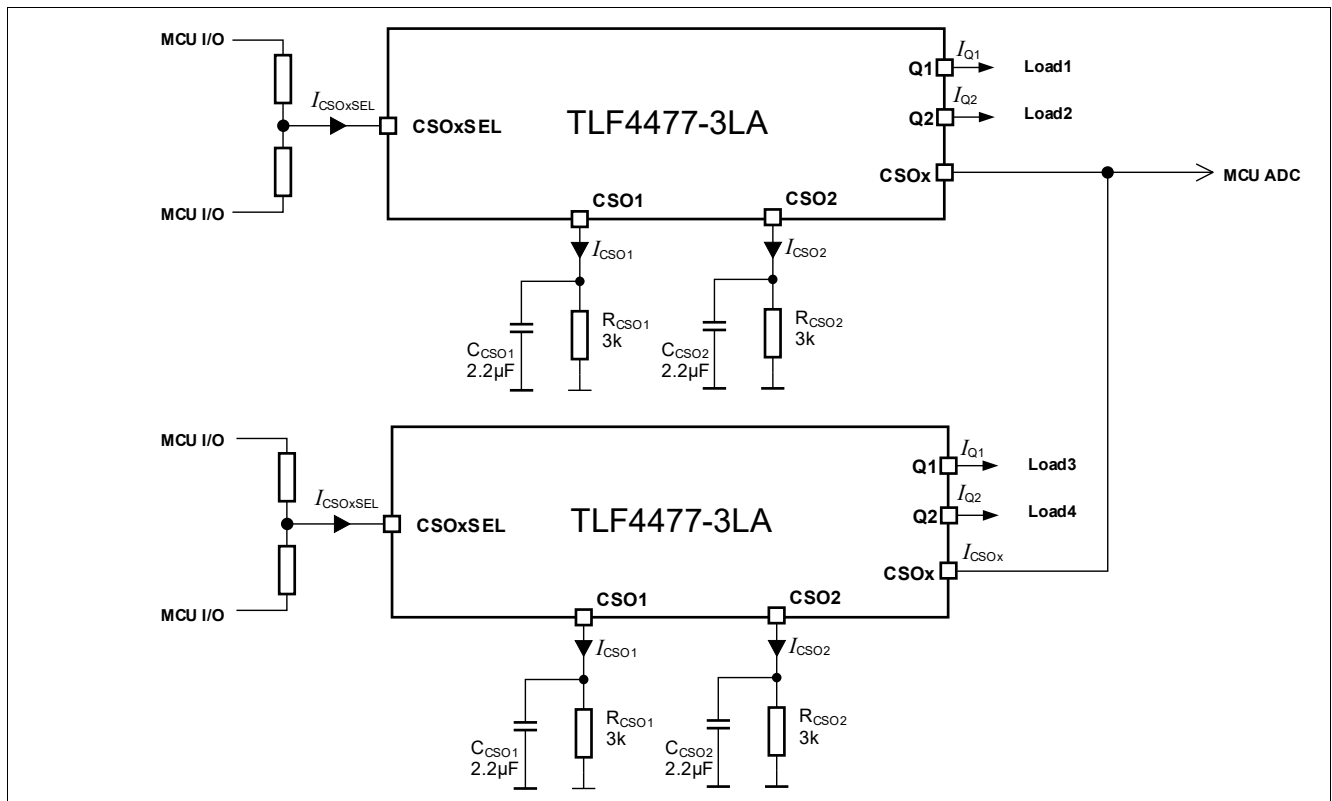 MCU I/O
I_Q1
Q1
Load1
I_CSOxSEL
I_Q2
Q2
Load2
CSOxSEL
TLF4477-3LA
CSOx
MCU ADC
MCU I/O
CSO1
CSO2
I_CSO1
I_CSO2
R_CSO1
3k
R_CSO2
3k
C_CSO1
2.2µF
C_CSO2
2.2µF
MCU I/O
I_Q1
Q1
Load3
I_CSOxSEL
I_Q2
Q2
Load4
CSOxSEL
TLF4477-3LA
I_CSOx
CSOx
MCU I/O
CSO1
CSO2
I_CSO1
I_CSO2
R_CSO1
3k
R_CSO2
3k
C_CSO1
2.2µF
C_CSO2
2.2µF